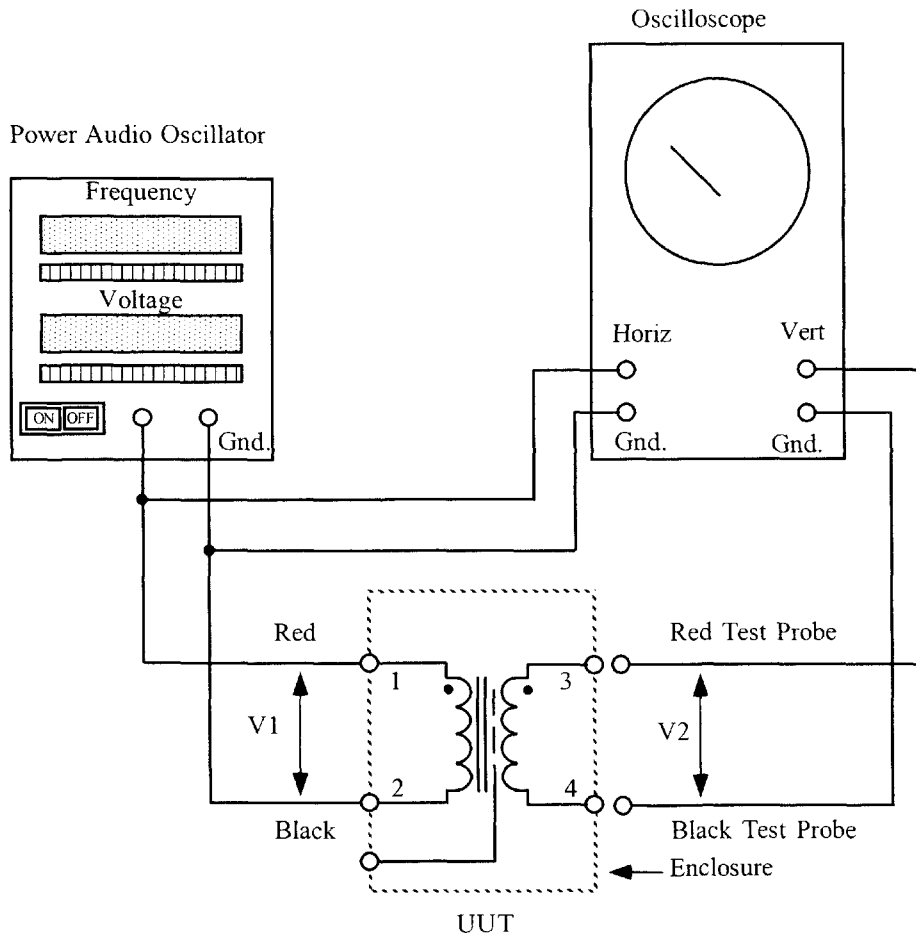 Oscilloscope
Power Audio Oscillator
Frequency
Voltage
ON OFF
Gnd.
Horiz
Vert
Gnd.
Gnd.
Red
Red Test Probe
1
3
V1
V2
2
4
Black
Black Test Probe
Enclosure
UUT